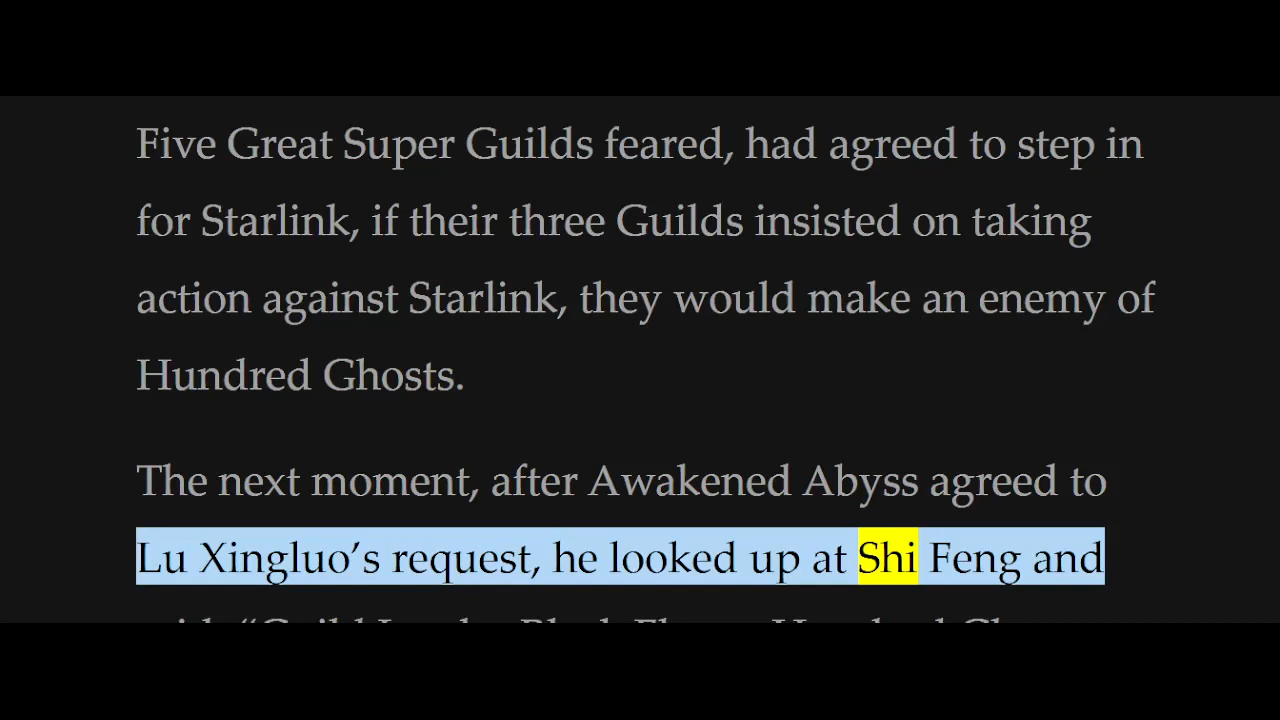 Five Great Super Guilds feared, had agreed to step in
for Starlink, if their three Guilds insisted on taking
action against Starlink, they would make an enemy of
Hundred Ghosts.
The next moment, after Awakened Abyss agreed to
Lu Xingluo’s request, he looked up at Shi Feng and